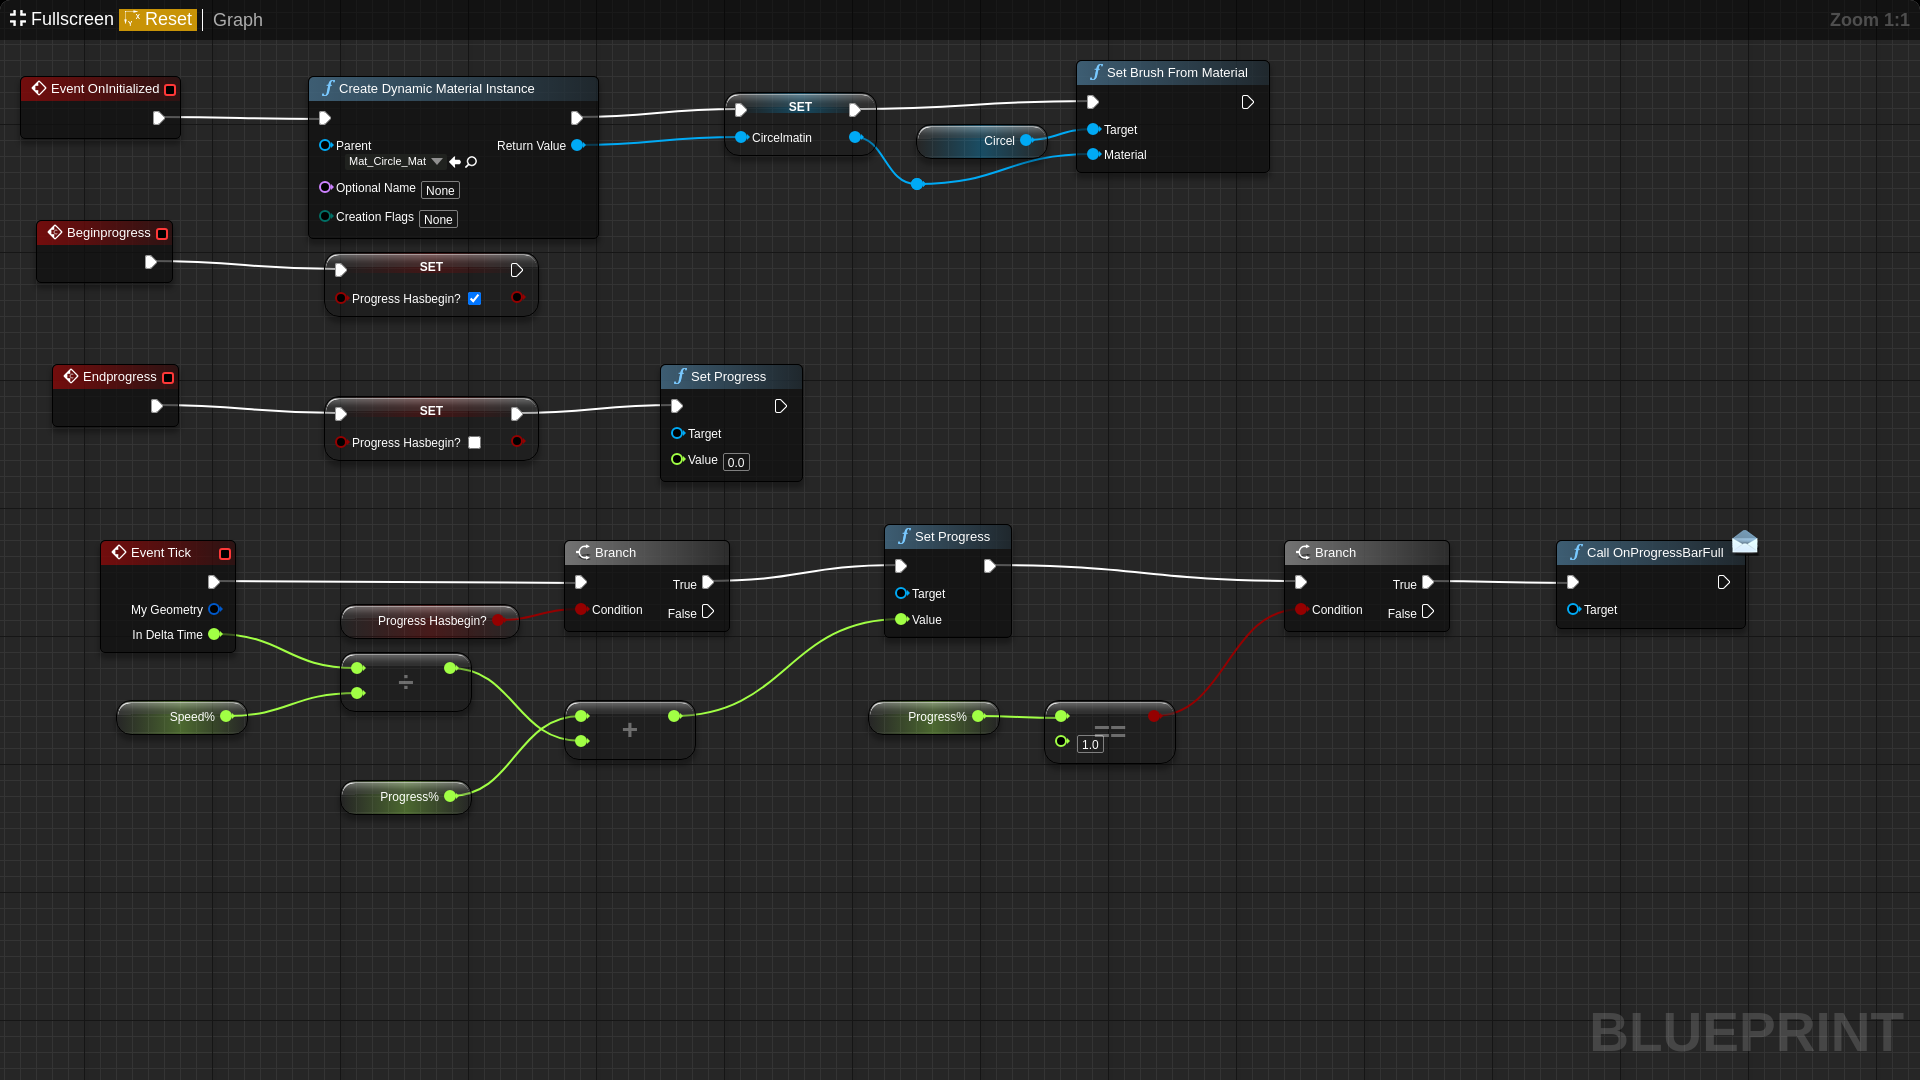 Fullscreen Reset Graph Zoom 1:1
Event OnInitialized
Create Dynamic Material Instance
Parent
Mat_Circle_Mat
Return Value
Optional Name None
Creation Flags None
SET
Circelmatin
Circel
Set Brush From Material
Target
Material
Beginprogress
SET
Progress Hasbegin?
Endprogress
SET
Progress Hasbegin?
Set Progress
Target
Value 0.0
Event Tick
My Geometry
In Delta Time
Speed%
Progress Hasbegin?
÷
Progress%
Branch
Condition
True
False
+
Set Progress
Target
Value
Progress%
==
1.0
Branch
Condition
True
False
Call OnProgressBarFull
Target
BLUEPRINT